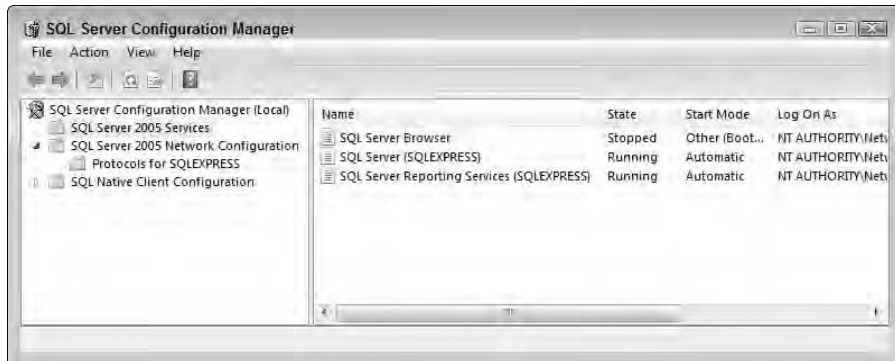 SQL Server Configuration Manager
File Action View Help
SQL Server Configuration Manager (Local)
SQL Server 2005 Services
SQL Server 2005 Network Configuration
Protocols for SQLEXPRESS
SQL Native Client Configuration
Name State Start Mode Log On As
SQL Server Browser Stopped Other (Boot... NT AUTHORITY\Netw
SQL Server (SQLEXPRESS) Running Automatic NT AUTHORITY\Netw
SQL Server Reporting Services (SQLEXPRESS) Running Automatic NT AUTHORITY\Netw